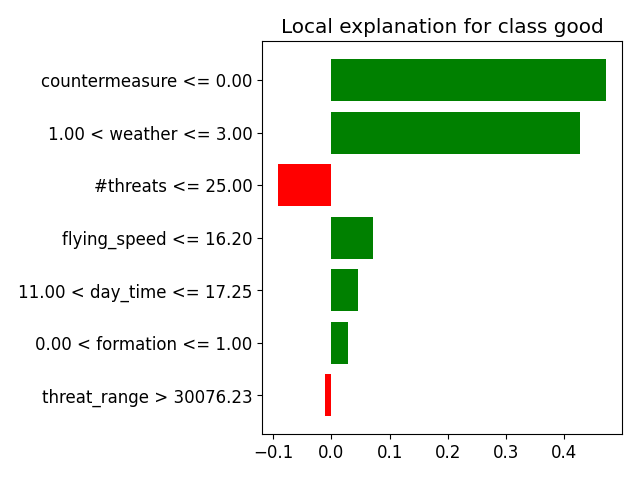 Local explanation for class good
countermeasure <= 0.00
1.00 < weather <= 3.00
#threats <= 25.00
flying_speed <= 16.20
11.00 < day_time <= 17.25
0.00 < formation <= 1.00
threat_range > 30076.23
−0.1 0.0 0.1 0.2 0.3 0.4